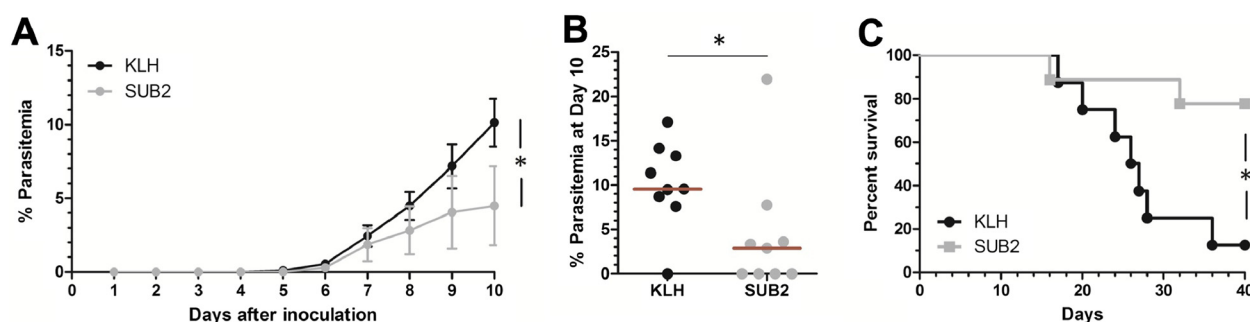 A
15
10
5
0
% Parasitemia
KLH
SUB2
*
0 1 2 3 4 5 6 7 8 9 10
Days after inoculation
B
25
20
15
10
5
0
% Parasitemia at Day 10
*
KLH SUB2
C
100
80
60
40
20
0
Percent survival
KLH
SUB2
*
0 10 20 30 40
Days